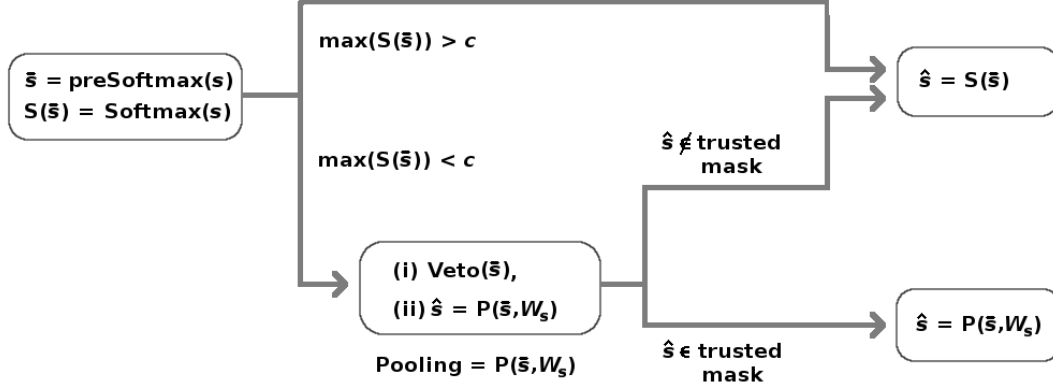 s̄ = preSoftmax(s)
S(s̄) = Softmax(s)
max(S(s̄)) > c
max(S(s̄)) < c
(i) Veto(s̄),
(ii) ŝ = P(s̄,Wₛ)
Pooling = P(s̄,Wₛ)
ŝ ∉ trusted
mask
ŝ ϵ trusted
mask
ŝ = S(s̄)
ŝ = P(s̄,Wₛ)